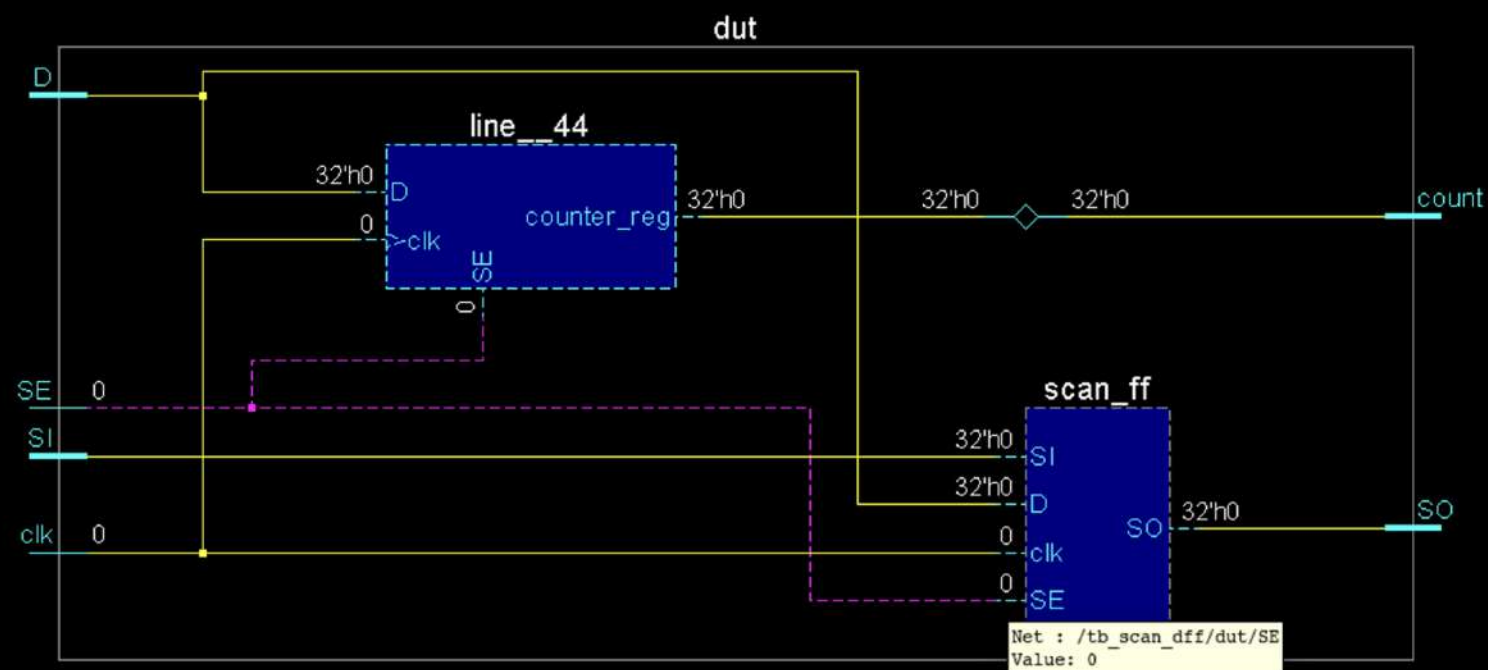 dut
D
line__44
32'h0
D
32'h0
32'h0
32'h0
count
counter_reg
0
clk
SE
0
SE
0
scan_ff
SI
32'h0
SI
32'h0
D
SO
32'h0
SO
clk
0
0
clk
0
SE
Net : /tb_scan_dff/dut/SE
Value: 0